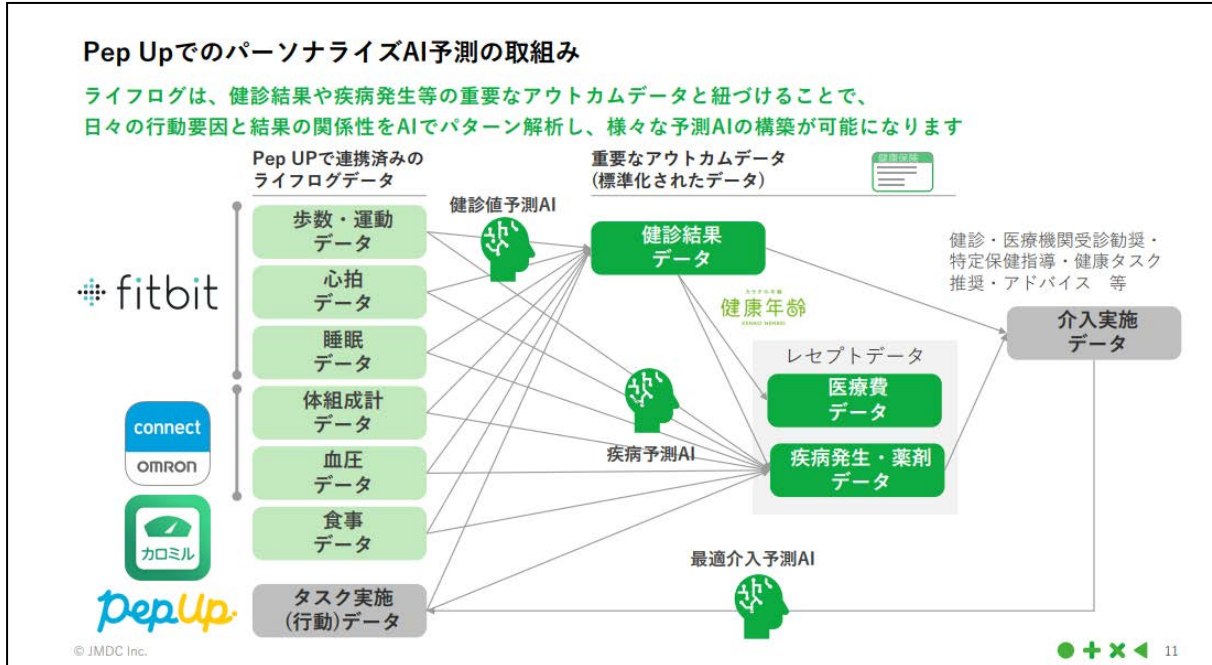 Pep UpでのパーソナライズAI予測の取組み
ライフログは、健診結果や疾病発生等の重要なアウトカムデータと紐づけることで、
日々の行動要因と結果の関係性をAIでパターン解析し、様々な予測AIの構築が可能になります
Pep UPで連携済みの
ライフログデータ
重要なアウトカムデータ
(標準化されたデータ)
健康保険
健診値予測AI
歩数・運動
データ
心拍
データ
睡眠
データ
体組成計
データ
血圧
データ
食事
データ
タスク実施
(行動)データ
fitbit
connect
OMRON
カロミル
PepUp
健診結果
データ
健康年齢
KENKO NENREI
レセプトデータ
医療費
データ
疾病発生・薬剤
データ
疾病予測AI
健診・医療機関受診勧奨・
特定保健指導・健康タスク
推奨・アドバイス 等
介入実施
データ
最適介入予測AI
© JMDC Inc.
11